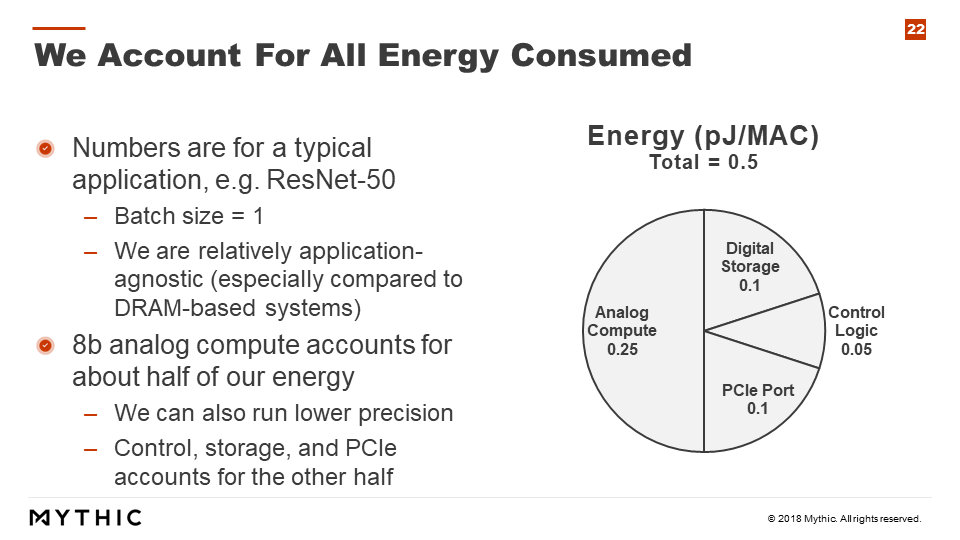 22
We Account For All Energy Consumed
Numbers are for a typical
application, e.g. ResNet-50
– Batch size = 1
– We are relatively application-
agnostic (especially compared to
DRAM-based systems)
8b analog compute accounts for
about half of our energy
– We can also run lower precision
– Control, storage, and PCIe
accounts for the other half
Energy (pJ/MAC)
Total = 0.5
Digital
Storage
0.1
Control
Logic
0.05
Analog
Compute
0.25
PCIe Port
0.1
MYTHIC
© 2018 Mythic. All rights reserved.